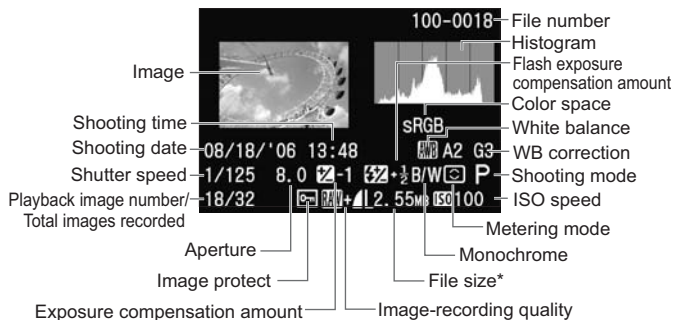 100-0018
File number
Histogram
Flash exposure
compensation amount
Image
Color space
sRGB
Shooting time
White balance
Shooting date
08/18/'06 13:48
AWB A2 G3
WB correction
Shutter speed
1/125 8.0 -1 +½ B/W P
Shooting mode
Playback image number/
Total images recorded
18/32 RAW+ L 2.55MB ISO 100
ISO speed
Metering mode
Aperture
Monochrome
Image protect
File size*
Exposure compensation amount
Image-recording quality